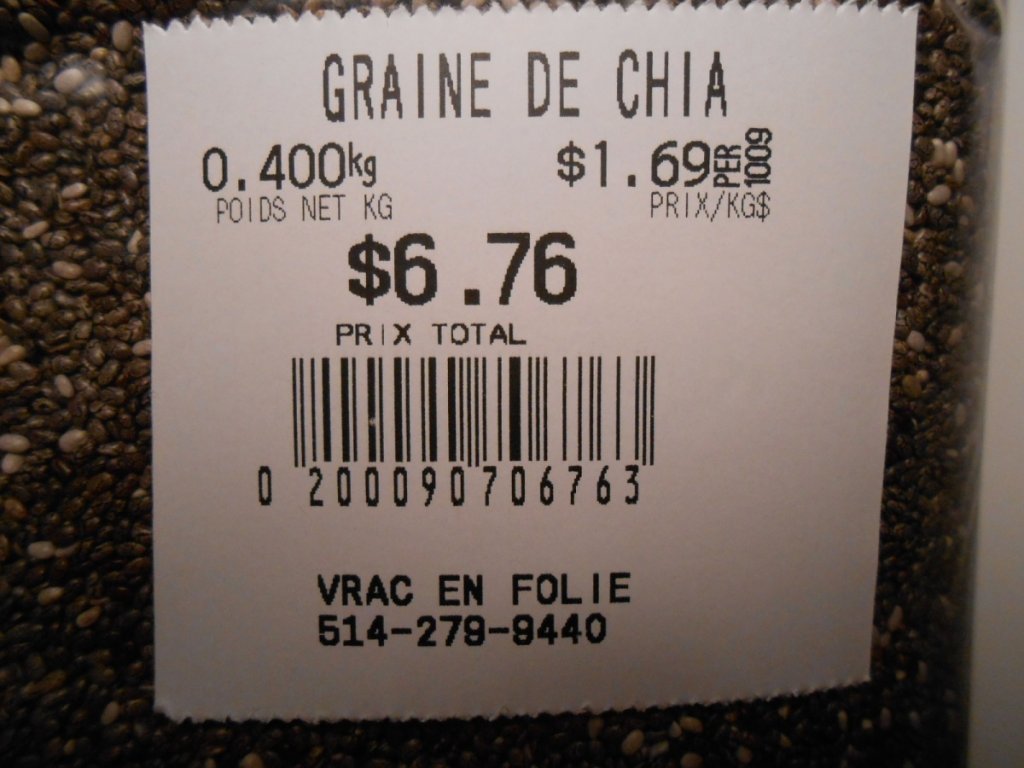 GRAINE DE CHIA
0.400kg $1.69 PER 100g
POIDS NET KG PRIX/KG$
$6.76
PRIX TOTAL
0 200090706763
VRAC EN FOLIE
514-279-9440